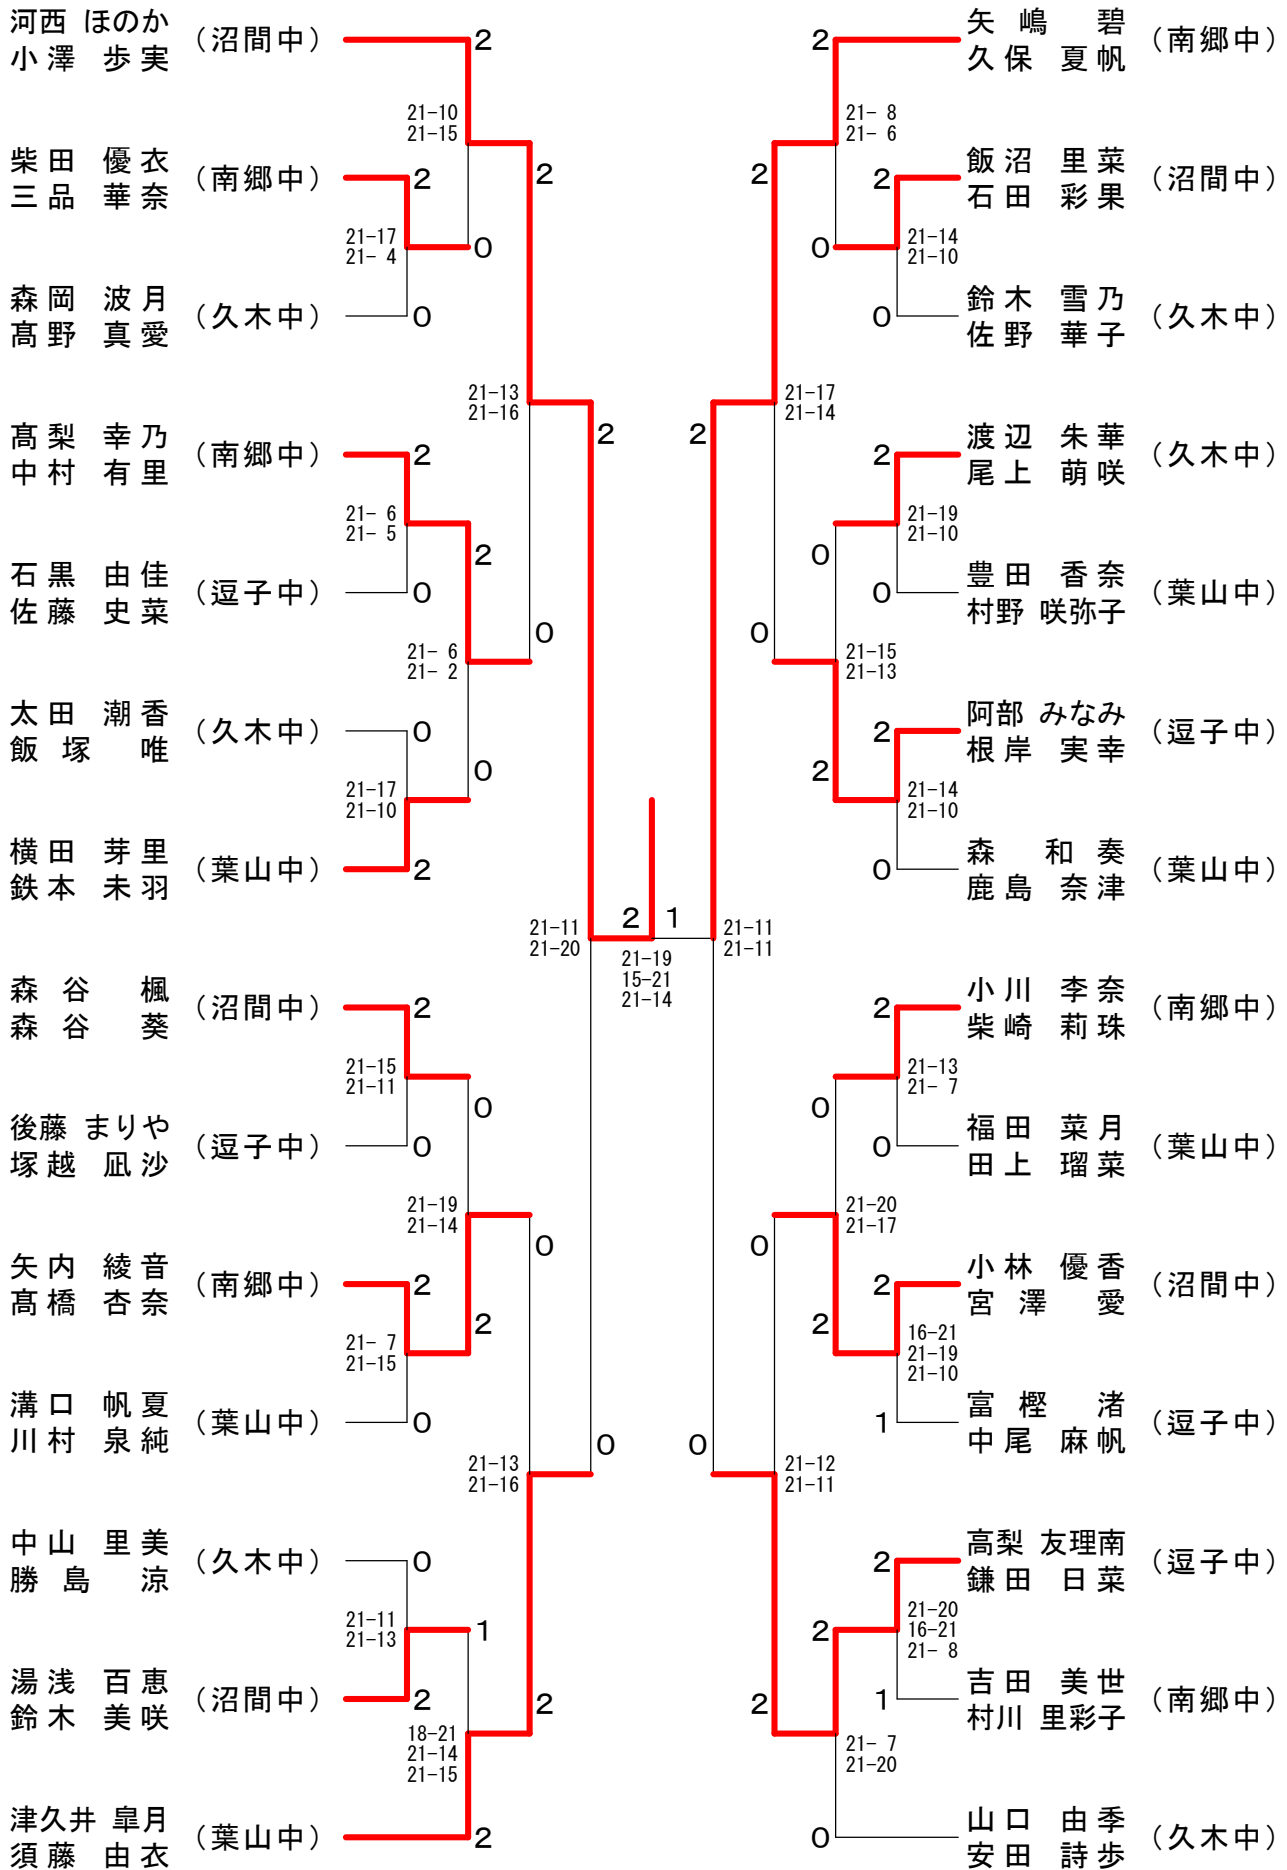 河西 ほのか
小澤 歩実
（沼間中）
2
21-10
21-15
柴田 優衣
三品 華奈
（南郷中）
2
2
21-17
21- 4
0
森岡 波月
髙野 真愛
（久木中）
0
21-13
21-16
髙梨 幸乃
中村 有里
（南郷中）
2
2
21- 6
21- 5
2
石黒 由佳
佐藤 史菜
（逗子中）
0
0
21- 6
21- 2
太田 潮香
飯塚 唯
（久木中）
0
0
21-17
21-10
横田 芽里
鉄本 未羽
（葉山中）
2
21-11
21-20
森谷 楓
森谷 葵
（沼間中）
2
21-15
21-11
0
後藤 まりや
塚越 凪沙
（逗子中）
0
21-19
21-14
0
矢内 綾音
髙橋 杏奈
（南郷中）
2
2
21- 7
21-15
溝口 帆夏
川村 泉純
（葉山中）
0
0
21-13
21-16
中山 里美
勝島 涼
（久木中）
0
21-11
21-13
1
湯浅 百恵
鈴木 美咲
（沼間中）
2
2
18-21
21-14
21-15
津久井 皐月
須藤 由衣
（葉山中）
2
2 1
21-19
15-21
21-14
2
矢嶋 碧
久保 夏帆
（南郷中）
21- 8
21- 6
2
2
飯沼 里菜
石田 彩果
（沼間中）
0
21-14
21-10
0
鈴木 雪乃
佐野 華子
（久木中）
21-17
21-14
2
2
渡辺 朱華
尾上 萌咲
（久木中）
21-19
21-10
0
0
豊田 香奈
村野 咲弥子
（葉山中）
0
21-15
21-13
2
阿部 みなみ
根岸 実幸
（逗子中）
2
21-14
21-10
0
森 和奏
鹿島 奈津
（葉山中）
21-11
21-11
2
小川 李奈
柴崎 莉珠
（南郷中）
21-13
21- 7
0
0
福田 菜月
田上 瑠菜
（葉山中）
21-20
21-17
0
2
小林 優香
宮澤 愛
（沼間中）
2
16-21
21-19
21-10
1
富樫 渚
中尾 麻帆
（逗子中）
0
21-12
21-11
2
高梨 友理南
鎌田 日菜
（逗子中）
21-20
16-21
21- 8
2
2
1
吉田 美世
村川 里彩子
（南郷中）
21- 7
21-20
0
山口 由季
安田 詩歩
（久木中）